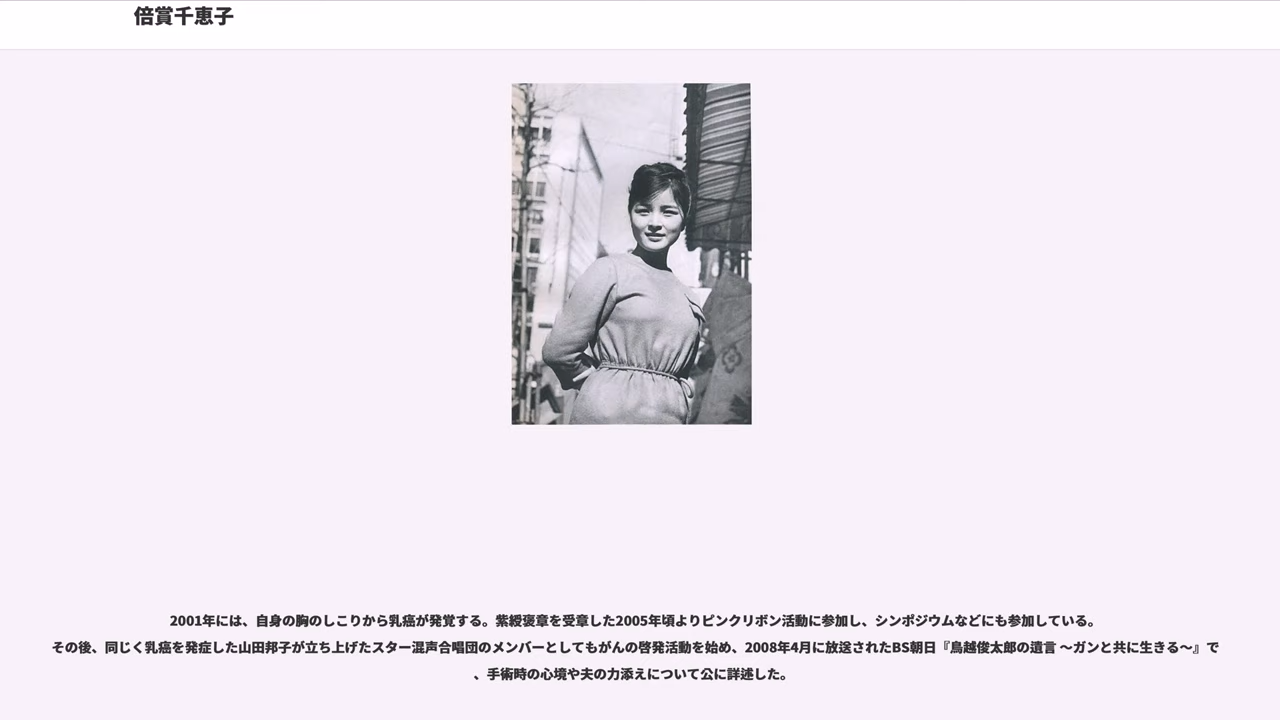 倍賞千恵子
2001年には、自身の胸のしこりから乳癌が発覚する。紫綬褒章を受章した2005年頃よりピンクリボン活動に参加し、シンポジウムなどにも参加している。
その後、同じく乳癌を発症した山田邦子が立ち上げたスター混声合唱団のメンバーとしてもがんの啓発活動を始め、2008年4月に放送されたBS朝日『鳥越俊太郎の遺言 〜ガンと共に生きる〜』で
、手術時の心境や夫の力添えについて公に詳述した。